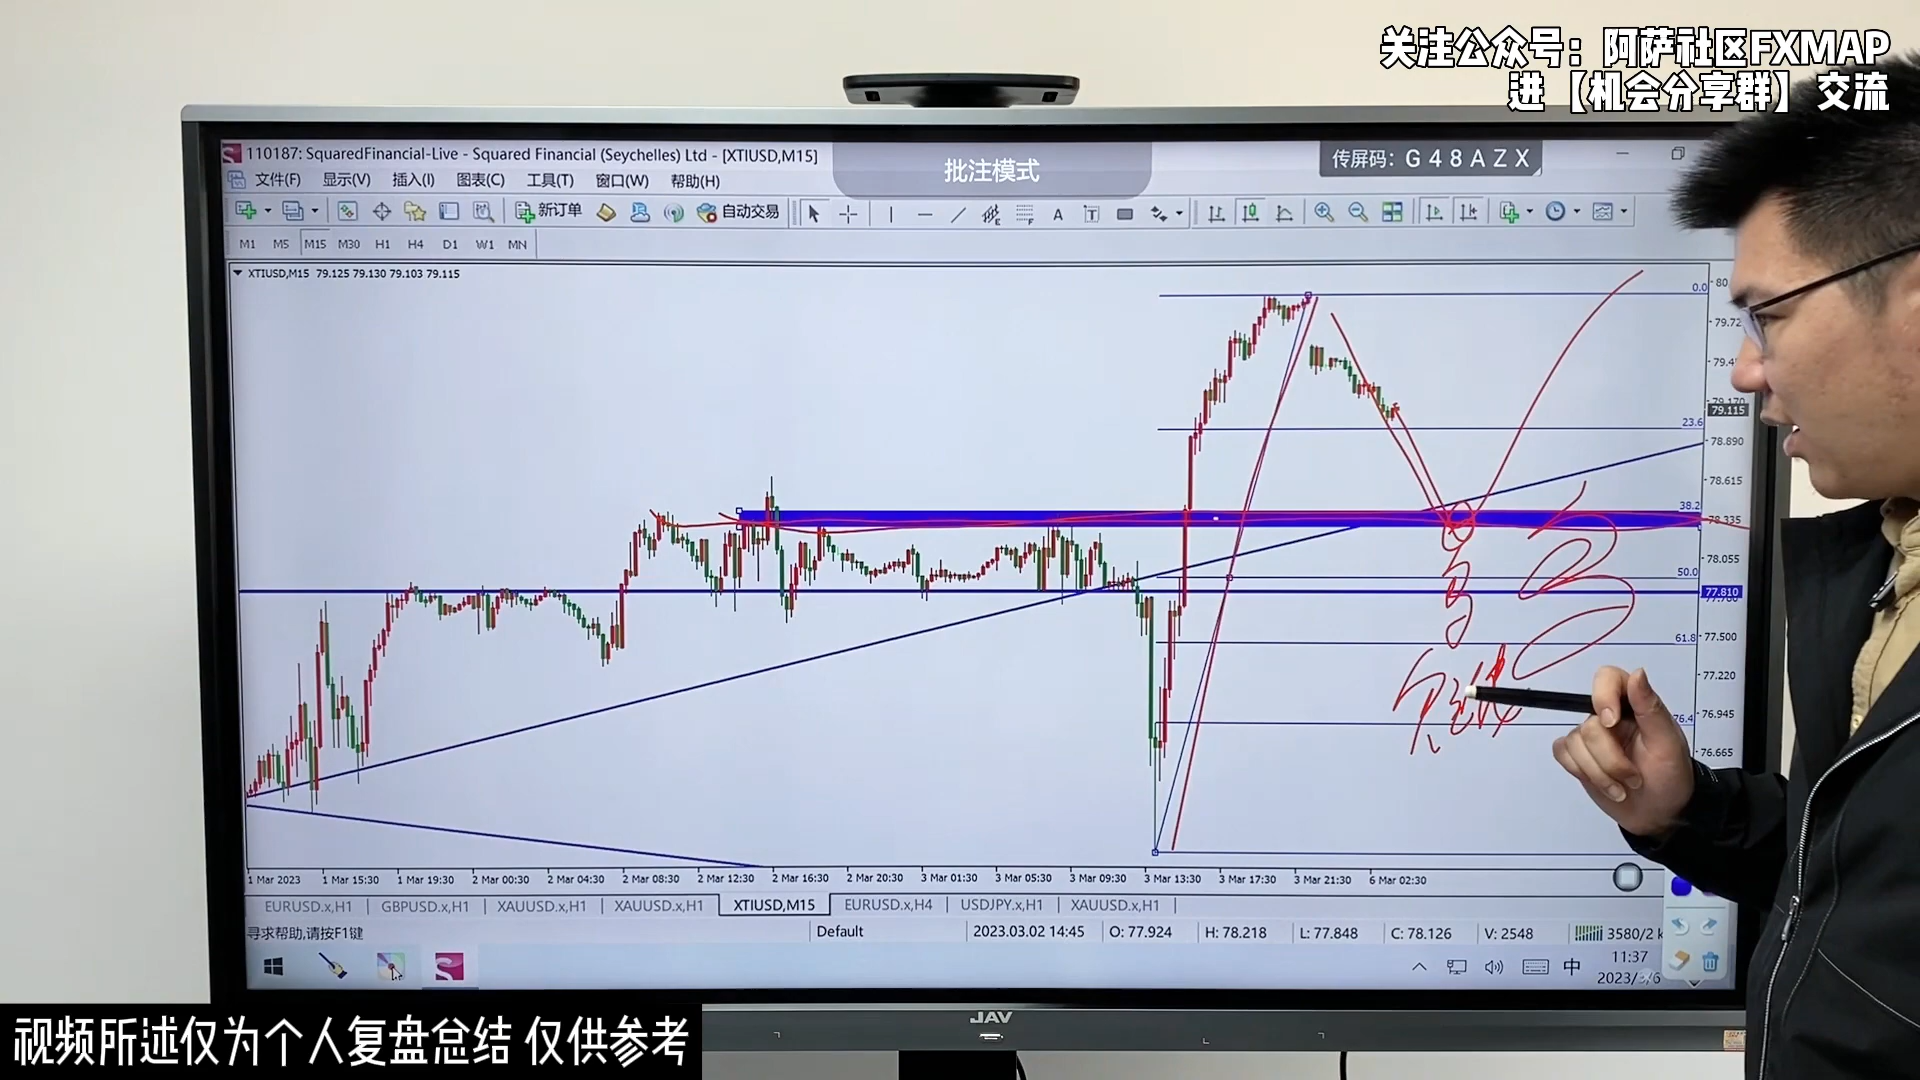 关注公众号：阿萨社区FXMAP
进【机会分享群】 交流
110187: SquaredFinancial-Live - Squared Financial (Seychelles) Ltd - [XTIUSD,M15]
批注模式
传屏码：G48AZX
文件(F) 显示(V) 插入(I) 图表(C) 工具(T) 窗口(W) 帮助(H)
新订单 自动交易
M1 M5 M15 M30 H1 H4 D1 W1 MN
XTIUSD,M15 79.125 79.130 79.103 79.115
0.0
79.115
23.6
78.890
78.615
38.2
78.055
50.0
77.810
61.8
77.500
77.220
76.945
76.4
76.665
1 Mar 2023 1 Mar 15:30 1 Mar 19:30 2 Mar 00:30 2 Mar 04:30 2 Mar 08:30 2 Mar 12:30 2 Mar 16:30 2 Mar 20:30 3 Mar 01:30 3 Mar 05:30 3 Mar 09:30 3 Mar 13:30 3 Mar 17:30 3 Mar 21:30 6 Mar 02:30
EURUSD.x,H1 GBPUSD.x,H1 XAUUSD.x,H1 XAUUSD.x,H1 XTIUSD,M15 EURUSD.x,H4 USDJPY.x,H1 XAUUSD.x,H1
寻求帮助,请按F1键 Default 2023.03.02 14:45 O: 77.924 H: 78.218 L: 77.848 C: 78.126 V: 2548 3580/2
中 11:37
2023/3/6
JAV
视频所述仅为个人复盘总结 仅供参考